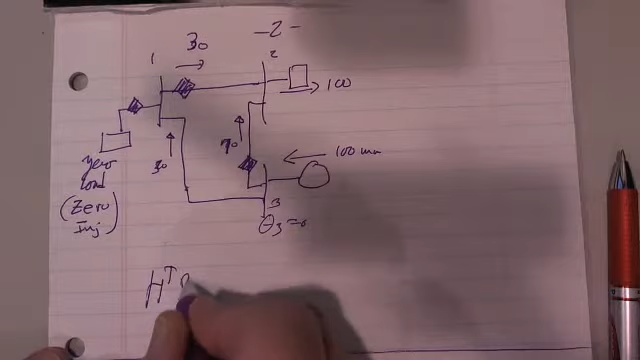 -2-
30
1
2
100
100 mw
70
30
zero
load
(Zero
Inj)
3
θ3=0
H^T